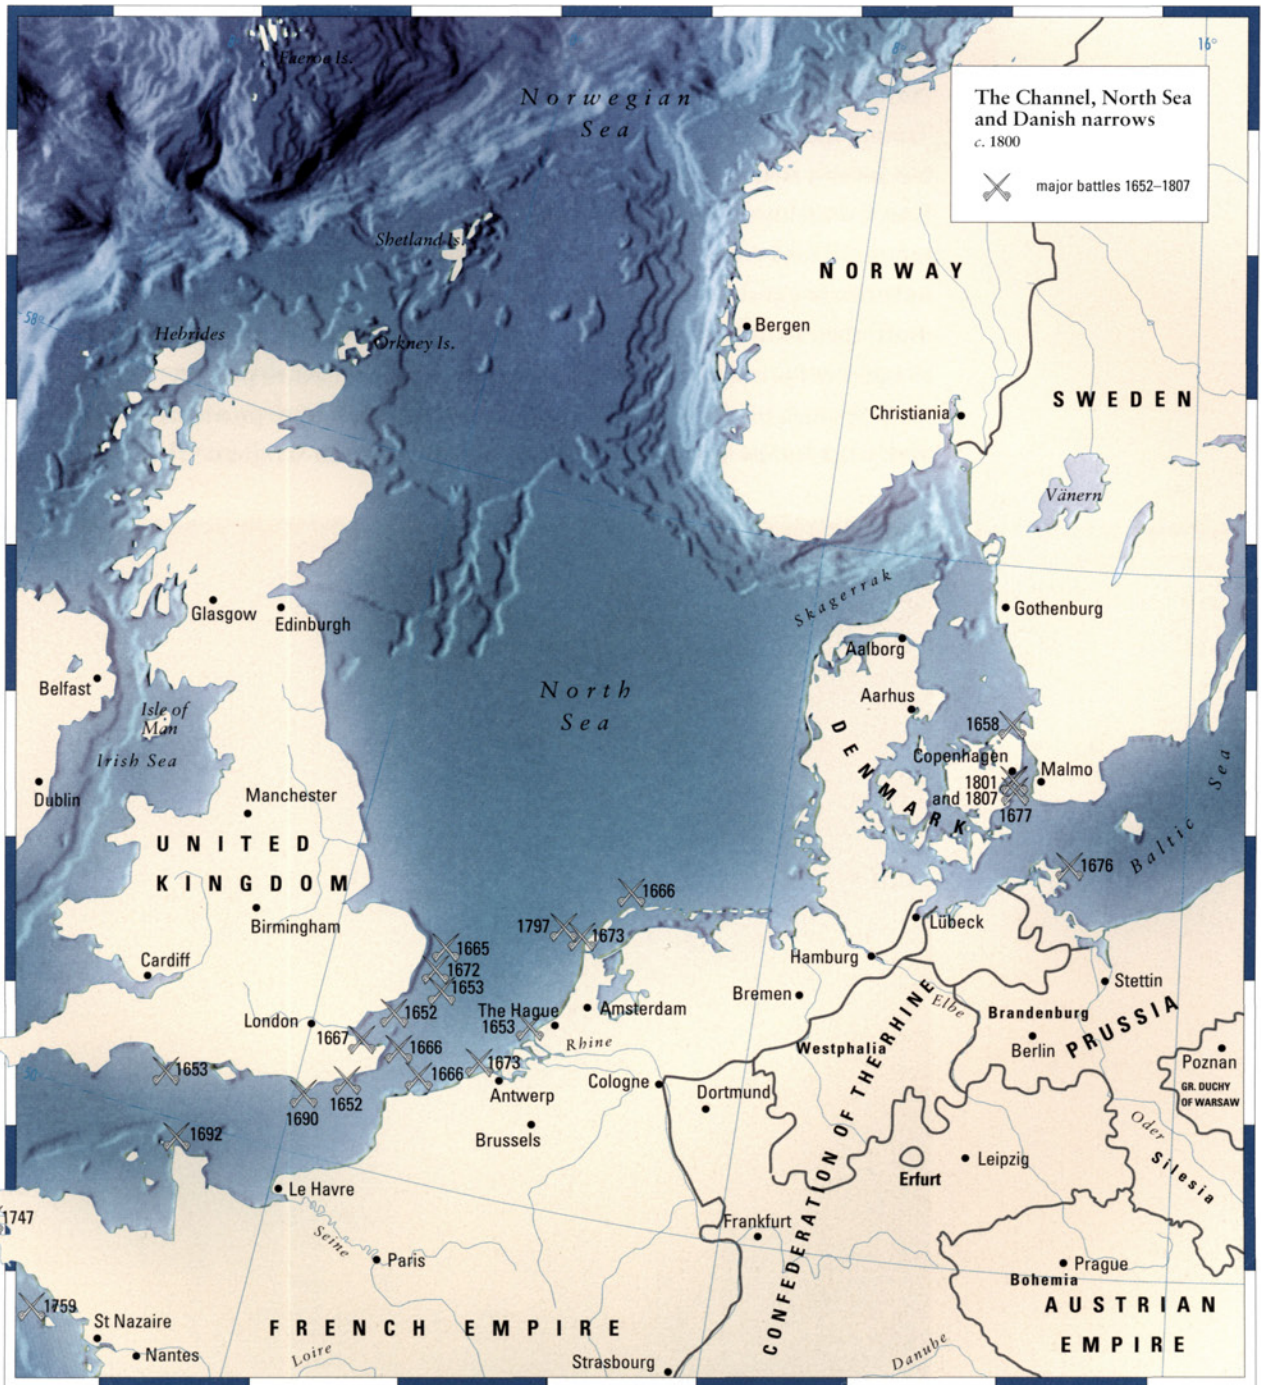 16°
8°
0°
Faeroe Is.
The Channel, North Sea
and Danish narrows
c. 1800
major battles 1652–1807
Norwegian
Sea
Shetland Is.
NORWAY
58°
Hebrides
Orkney Is.
Bergen
SWEDEN
Christiania
Vänern
Skagerrak
Glasgow
Edinburgh
Gothenburg
Aalborg
Belfast
North
Sea
Aarhus
Isle of
Man
Irish Sea
1658
DENMARK
Copenhagen
Malmo
1801
and 1807
1677
Dublin
Manchester
Baltic Sea
UNITED
KINGDOM
1676
1666
Birmingham
1797
1673
Lübeck
1665
1672
1653
Cardiff
Hamburg
Stettin
Bremen
Elbe
London
1652
The Hague
1653
Amsterdam
Brandenburg
PRUSSIA
1667
1666
Rhine
Westphalia
Berlin
Poznan
GR. DUCHY
OF WARSAW
50
1653
1673
1666
Antwerp
Cologne
Dortmund
1690
1652
Brussels
1692
CONFEDERATION OF THE RHINE
Oder
Silesia
Erfurt
Leipzig
Le Havre
1747
Seine
Frankfurt
Paris
Prague
Bohemia
1759
St Nazaire
FRENCH EMPIRE
AUSTRIAN
EMPIRE
Nantes
Loire
Strasbourg
Danube